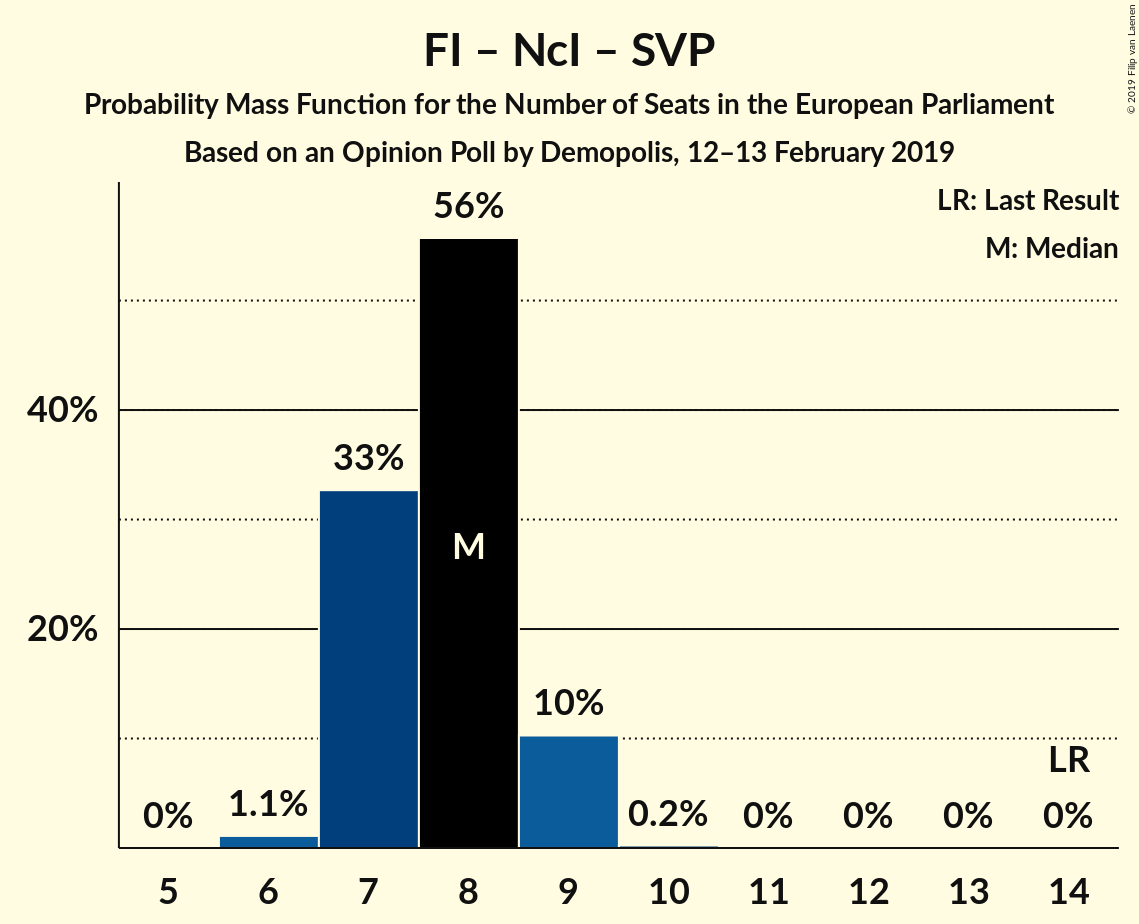 FI – NcI – SVP
Probability Mass Function for the Number of Seats in the European Parliament
Based on an Opinion Poll by Demopolis, 12–13 February 2019
© 2019 Filip van Laenen
LR: Last Result
M: Median
56%
40%
33%
M
20%
10%
LR
0%
1.1%
0.2%
0%
0%
0%
0%
5 6 7 8 9 10 11 12 13 14